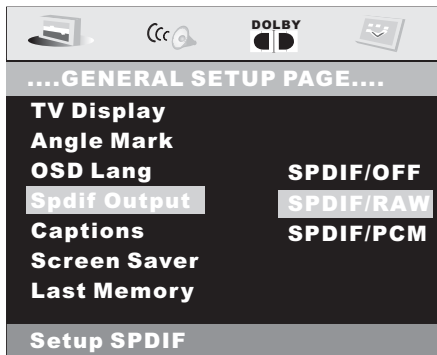 DOLBY
....GENERAL SETUP PAGE....
TV Display
Angle Mark
OSD Lang SPDIF/OFF
Spdif Output SPDIF/RAW
Captions SPDIF/PCM
Screen Saver
Last Memory
Setup SPDIF